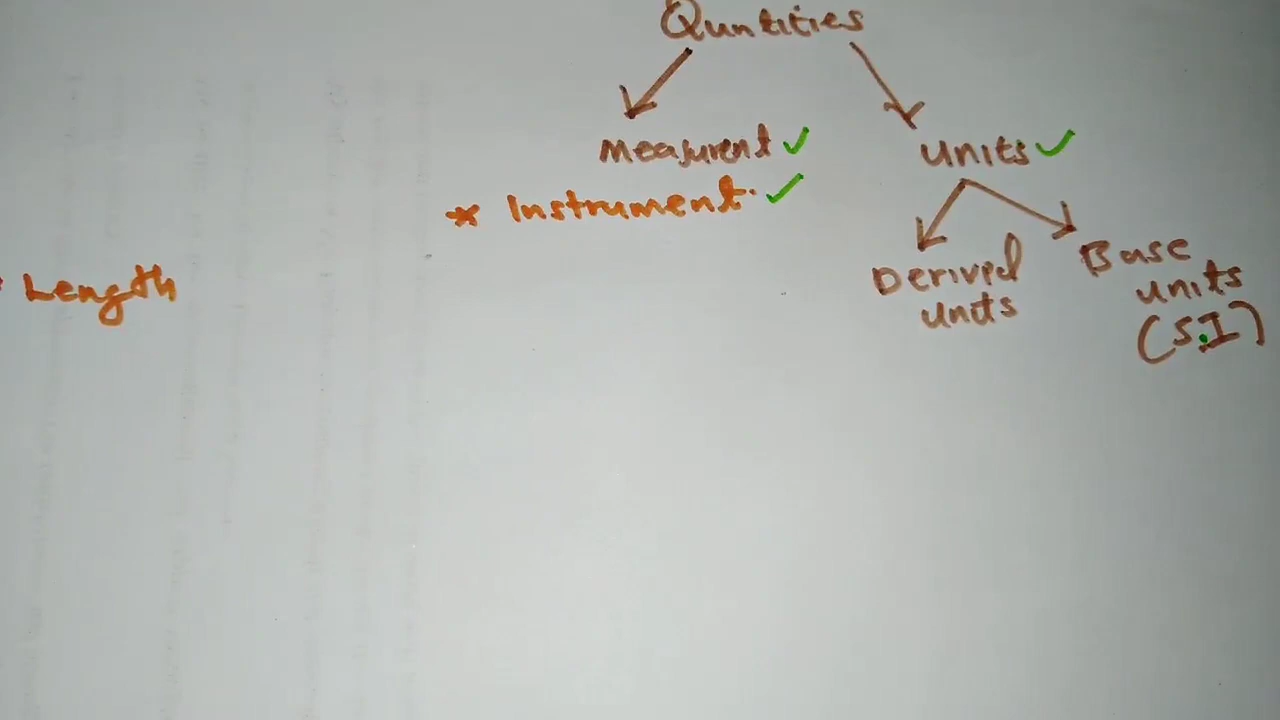 Quntities
Measurent ✓
Units ✓
* Instrument ✓
Derived
units
Base
units
(S.I)
Length